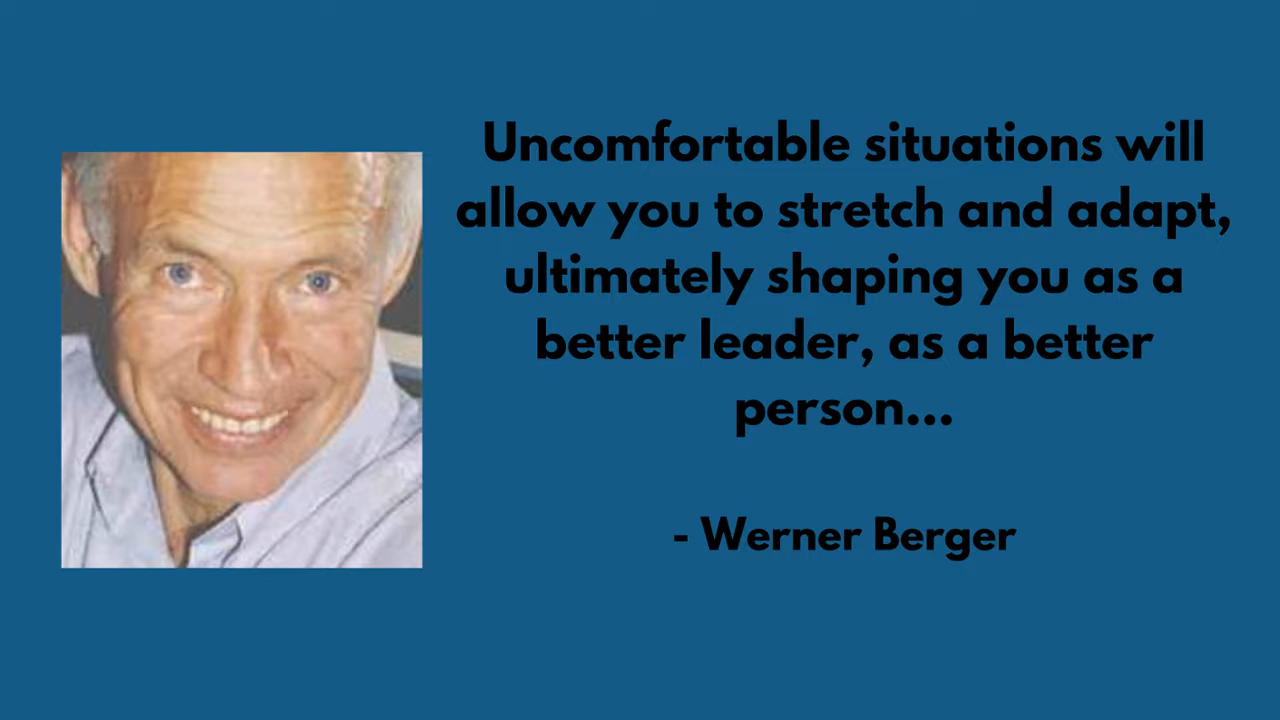 Uncomfortable situations will
allow you to stretch and adapt,
ultimately shaping you as a
better leader, as a better
person...
- Werner Berger